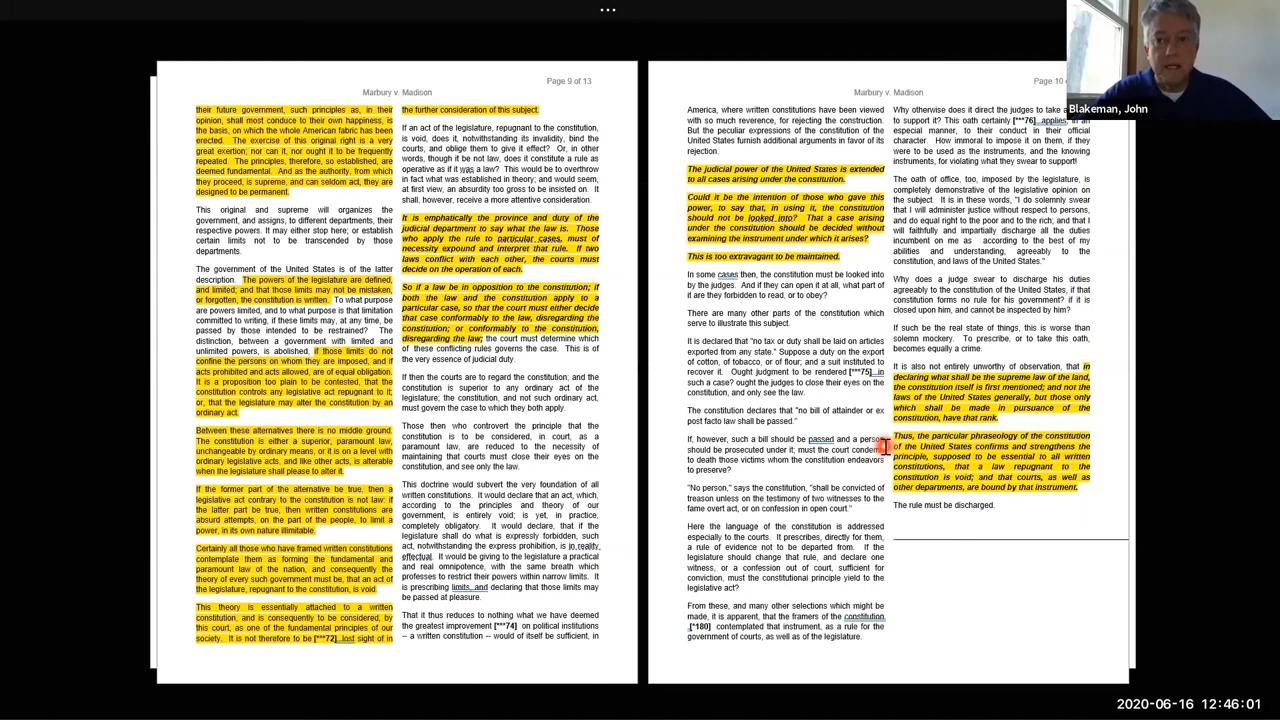 Page 9 of 13
Marbury v. Madison
their future government, such principles as, in their
opinion, shall most conduce to their own happiness, is
the basis, on which the whole American fabric has been
erected. The exercise of this original right is a very
great exertion; nor can it, nor ought it to be frequently
repeated. The principles, therefore, so established, are
deemed fundamental. And as the authority, from which
they proceed, is supreme, and can seldom act, they are
designed to be permanent.
This original and supreme will organizes the
government, and assigns, to different departments, their
respective powers. It may either stop here; or establish
certain limits not to be transcended by those
departments.
The government of the United States is of the latter
description. The powers of the legislature are defined,
and limited; and that those limits may not be mistaken,
or forgotten, the constitution is written. To what purpose
are powers limited, and to what purpose is that limitation
committed to writing, if these limits may, at any time, be
passed by those intended to be restrained? The
distinction, between a government with limited and
unlimited powers, is abolished, if those limits do not
confine the persons on whom they are imposed, and if
acts prohibited and acts allowed, are of equal obligation.
It is a proposition too plain to be contested, that the
constitution controls any legislative act repugnant to it;
or, that the legislature may alter the constitution by an
ordinary act.
Between these alternatives there is no middle ground.
The constitution is either a superior, paramount law,
unchangeable by ordinary means, or it is on a level with
ordinary legislative acts, and like other acts, is alterable
when the legislature shall please to alter it.
If the former part of the alternative be true, then a
legislative act contrary to the constitution is not law: if
the latter part be true, then written constitutions are
absurd attempts, on the part of the people, to limit a
power, in its own nature illimitable.
Certainly all those who have framed written constitutions
contemplate them as forming the fundamental and
paramount law of the nation, and consequently the
theory of every such government must be, that an act of
the legislature, repugnant to the constitution, is void.
This theory is essentially attached to a written
constitution, and is consequently to be considered, by
this court, as one of the fundamental principles of our
society. It is not therefore to be [***72] lost sight of in
the further consideration of this subject.
If an act of the legislature, repugnant to the constitution,
is void, does it, notwithstanding its invalidity, bind the
courts, and oblige them to give it effect? Or, in other
words, though it be not law, does it constitute a rule as
operative as if it was a law? This would be to overthrow
in fact what was established in theory; and would seem,
at first view, an absurdity too gross to be insisted on. It
shall, however, receive a more attentive consideration.
It is emphatically the province and duty of the
judicial department to say what the law is. Those
who apply the rule to particular cases, must of
necessity expound and interpret that rule. If two
laws conflict with each other, the courts must
decide on the operation of each.
So if a law be in opposition to the constitution; if
both the law and the constitution apply to a
particular case, so that the court must either decide
that case conformably to the law, disregarding the
constitution; or conformably to the constitution,
disregarding the law; the court must determine which
of these conflicting rules governs the case. This is of
the very essence of judicial duty.
If then the courts are to regard the constitution; and the
constitution is superior to any ordinary act of the
legislature; the constitution, and not such ordinary act,
must govern the case to which they both apply.
Those then who controvert the principle that the
constitution is to be considered, in court, as a
paramount law, are reduced to the necessity of
maintaining that courts must close their eyes on the
constitution, and see only the law.
This doctrine would subvert the very foundation of all
written constitutions. It would declare that an act, which,
according to the principles and theory of our
government, is entirely void; is yet, in practice,
completely obligatory. It would declare, that if the
legislature shall do what is expressly forbidden, such
act, notwithstanding the express prohibition, is in reality
effectual. It would be giving to the legislature a practical
and real omnipotence, with the same breath which
professes to restrict their powers within narrow limits. It
is prescribing limits, and declaring that those limits may
be passed at pleasure.
That it thus reduces to nothing what we have deemed
the greatest improvement [***74] on political institutions
-- a written constitution -- would of itself be sufficient, in
Page 10
Marbury v. Madison
America, where written constitutions have been viewed
with so much reverence, for rejecting the construction.
But the peculiar expressions of the constitution of the
United States furnish additional arguments in favor of its
rejection.
The judicial power of the United States is extended
to all cases arising under the constitution.
Could it be the intention of those who gave this
power, to say that, in using it, the constitution
should not be looked into? That a case arising
under the constitution should be decided without
examining the instrument under which it arises?
This is too extravagant to be maintained.
In some cases then, the constitution must be looked into
by the judges. And if they can open it at all, what part of
it are they forbidden to read, or to obey?
There are many other parts of the constitution which
serve to illustrate this subject.
It is declared that "no tax or duty shall be laid on articles
exported from any state." Suppose a duty on the export
of cotton, of tobacco, or of flour; and a suit instituted to
recover it. Ought judgment to be rendered [***75] in
such a case? ought the judges to close their eyes on the
constitution, and only see the law.
The constitution declares that "no bill of attainder or ex
post facto law shall be passed."
If, however, such a bill should be passed and a person
should be prosecuted under it; must the court condemn
to death those victims whom the constitution endeavors
to preserve?
"No person," says the constitution, "shall be convicted of
treason unless on the testimony of two witnesses to the
same overt act, or on confession in open court."
Here the language of the constitution is addressed
especially to the courts. It prescribes, directly for them,
a rule of evidence not to be departed from. If the
legislature should change that rule, and declare one
witness, or a confession out of court, sufficient for
conviction, must the constitutional principle yield to the
legislative act?
From these, and many other selections which might be
made, it is apparent, that the framers of the constitution
[*180] contemplated that instrument, as a rule for the
government of courts, as well as of the legislature.
Why otherwise does it direct the judges to take
to support it? This oath certainly [***76] applies, in an
especial manner, to their conduct in their official
character. How immoral to impose it on them, if they
were to be used as the instruments, and the knowing
instruments, for violating what they swear to support!
The oath of office, too, imposed by the legislature, is
completely demonstrative of the legislative opinion on
the subject. It is in these words, "I do solemnly swear
that I will administer justice without respect to persons,
and do equal right to the poor and to the rich; and that I
will faithfully and impartially discharge all the duties
incumbent on me as according to the best of my
abilities and understanding, agreeably to the
constitution, and laws of the United States."
Why does a judge swear to discharge his duties
agreeably to the constitution of the United States, if that
constitution forms no rule for his government? if it is
closed upon him, and cannot be inspected by him?
If such be the real state of things, this is worse than
solemn mockery. To prescribe, or to take this oath,
becomes equally a crime.
It is also not entirely unworthy of observation, that in
declaring what shall be the supreme law of the land,
the constitution itself is first mentioned; and not the
laws of the United States generally, but those only
which shall be made in pursuance of the
constitution, have that rank.
Thus, the particular phraseology of the constitution
of the United States confirms and strengthens the
principle, supposed to be essential to all written
constitutions, that a law repugnant to the
constitution is void; and that courts, as well as
other departments, are bound by that instrument.
The rule must be discharged.
Blakeman, John
2020-06-16 12:46:01